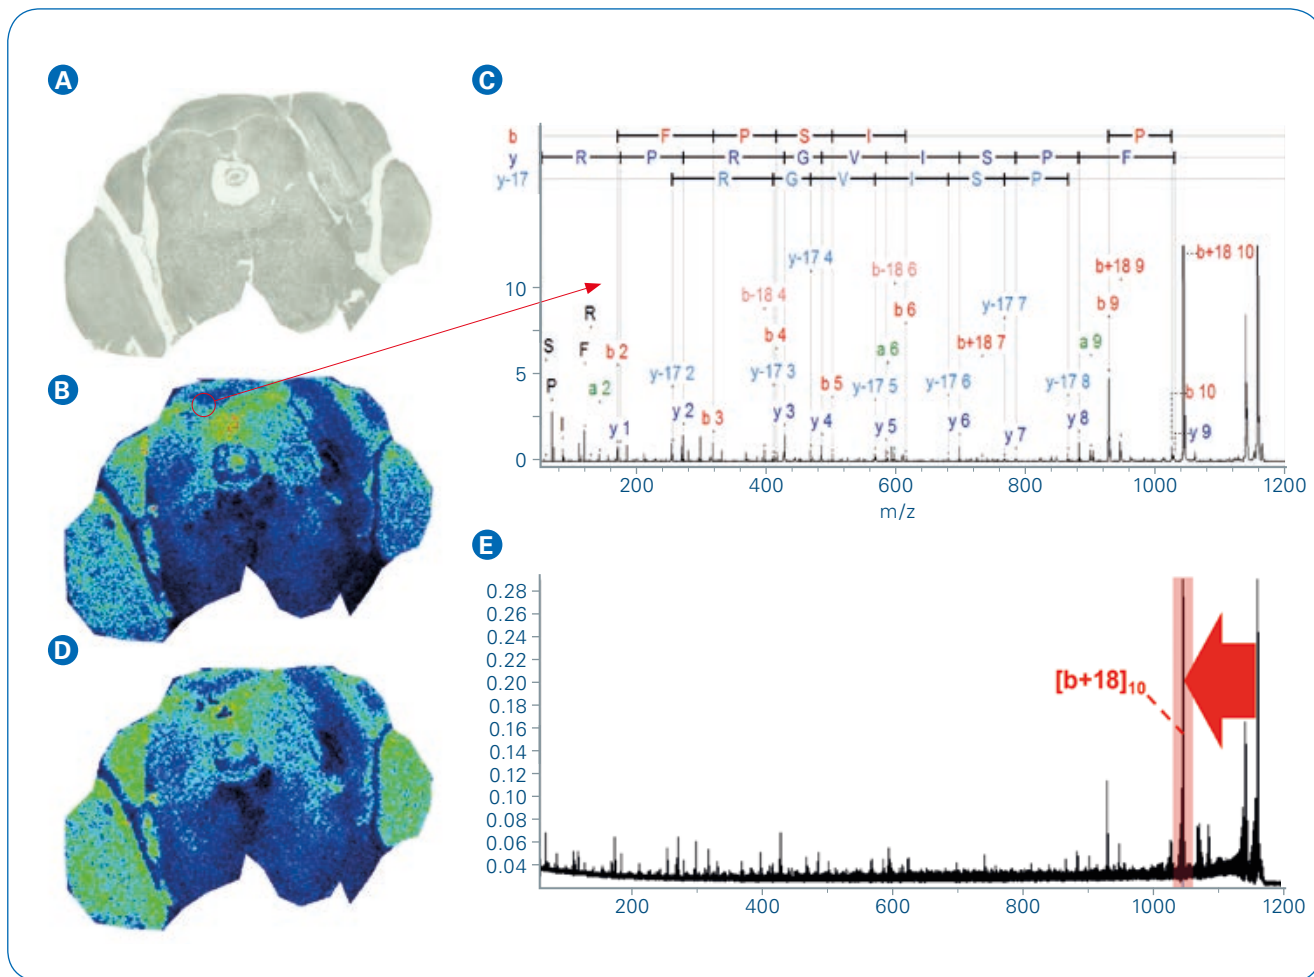 A
C
b F P S I P
y R P R G V I S P F
y-17 R G V I S P
y-17 4 b-18 6 b+18 9 b+18 10
R b-18 4 b 6 y-17 7 b 9
S F b 2 b 4 a 6 b+18 7 a 9
P a 2 y-17 2 y-17 3 b 5 y-17 5 y-17 6 y-17 8 b 10
I y 1 y 2 b 3 y 3 y 4 y 5 y 6 y 7 y 8 y 9
10
5
0
200 400 600 800 1000 1200
m/z
B
D
E
0.28
0.26
0.24
0.22
0.20
0.18
0.16
0.14
0.12
0.10
0.08
0.06
0.04
[b+18]10
200 400 600 800 1000 1200